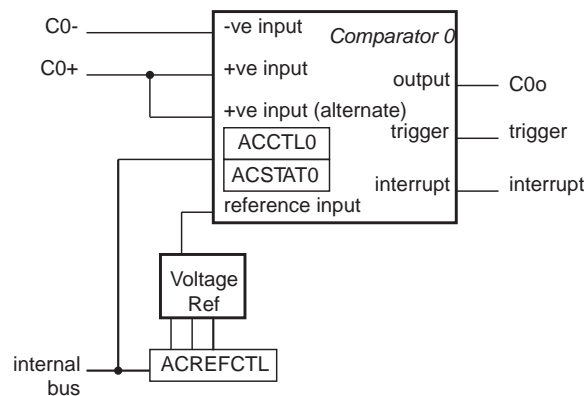 C0-
-ve input
Comparator 0
C0+
+ve input
output
C0o
+ve input (alternate)
trigger
trigger
ACCTL0
ACSTAT0
interrupt
interrupt
reference input
Voltage
Ref
internal
bus
ACREFCTL